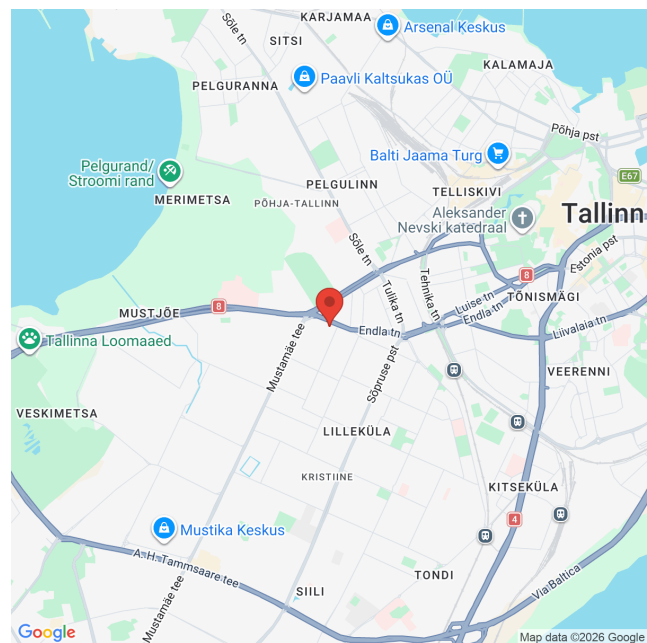 KARJAMAA
Arsenal Keskus
Sõle tn
SITSI
KALAMAJA
Paavli Kaltsukas OÜ
PELGURANNA
Põhja pst
Balti Jaama Turg
Pelgurand/
Stroomi rand
E67
PELGULINN
TELLISKIVI
MERIMETSA
PÕHJA-TALLINN
Aleksander
Nevski katedraal
Tallinn
Sõle tn
Estonia pst
Tehnika tn
8
Tulika tn
Luise tn
TÕNISMÄGI
8
MUSTJÕE
Endla tn
Endla tn
Liivalaia tn
Tallinna Loomaaed
Mustamäe tee
Sõpruse pst
VEERENNI
VESKIMETSA
LILLEKÜLA
KRISTIINE
KITSEKÜLA
4
Mustika Keskus
A. H. Tammsaare tee
TONDI
Via Baltica
SIILI
Mustamäe tee
Google
Map data ©2026 Google